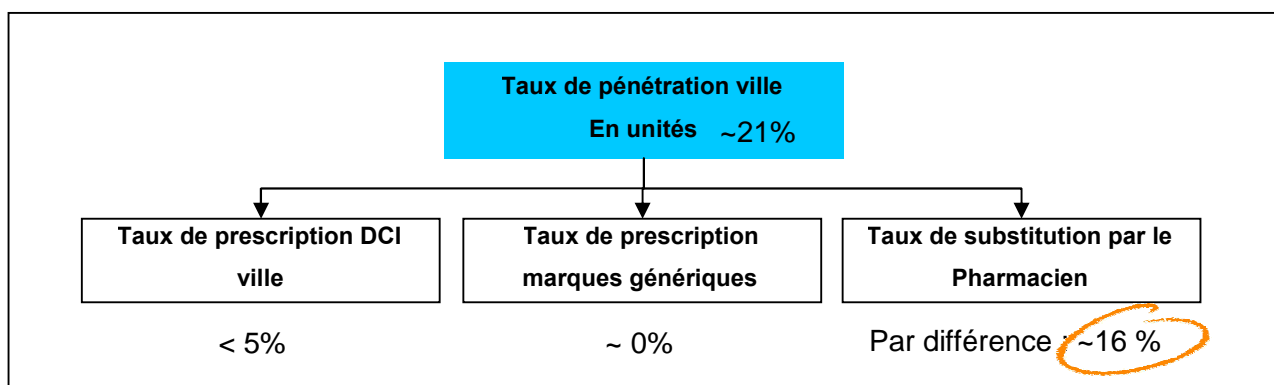 Taux de pénétration ville
En unités ~21%
Taux de prescription DCI
ville
Taux de prescription
marques génériques
Taux de substitution par le
Pharmacien
< 5%
~ 0%
Par différence : ~16 %